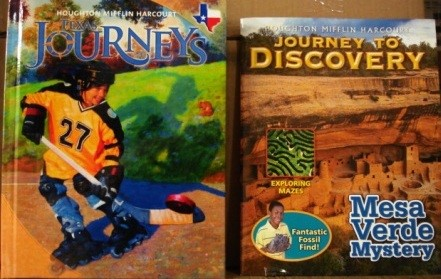 HOUGHTON MIFFLIN HARCOURT
TEXAS
JOURNEYS
27
HOUGHTON MIFFLIN HARCOURT
JOURNEY TO
DISCOVERY
EXPLORING
MAZES
Fantastic
Fossil
Find!
Mesa
Verde
Mystery